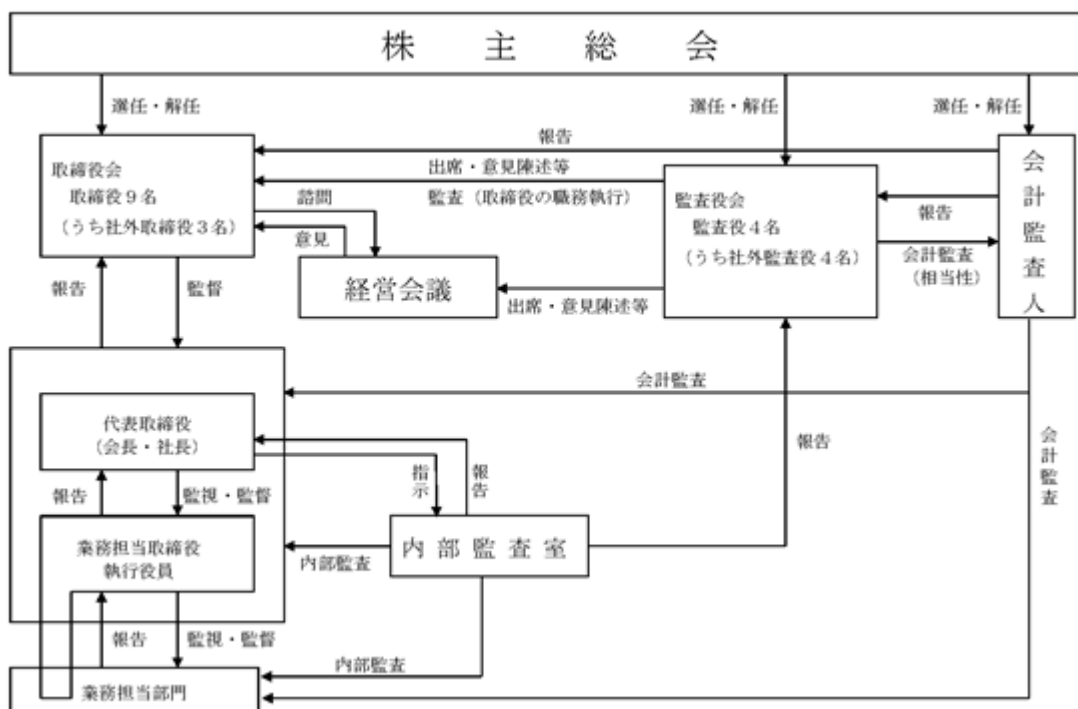 株主総会
選任・解任
選任・解任
選任・解任
取締役会
取締役9名
（うち社外取締役3名）
報告
出席・意見陳述等
監査（取締役の職務執行）
諮問
意見
経営会議
監査役会
監査役4名
（うち社外監査役4名）
出席・意見陳述等
報告
会計監査
（相当性）
会計監査人
報告
監督
会計監査
代表取締役
（会長・社長）
報告
監視・監督
指示
報告
報告
会計監査
業務担当取締役
執行役員
内部監査
内部監査室
報告
監視・監督
内部監査
業務担当部門